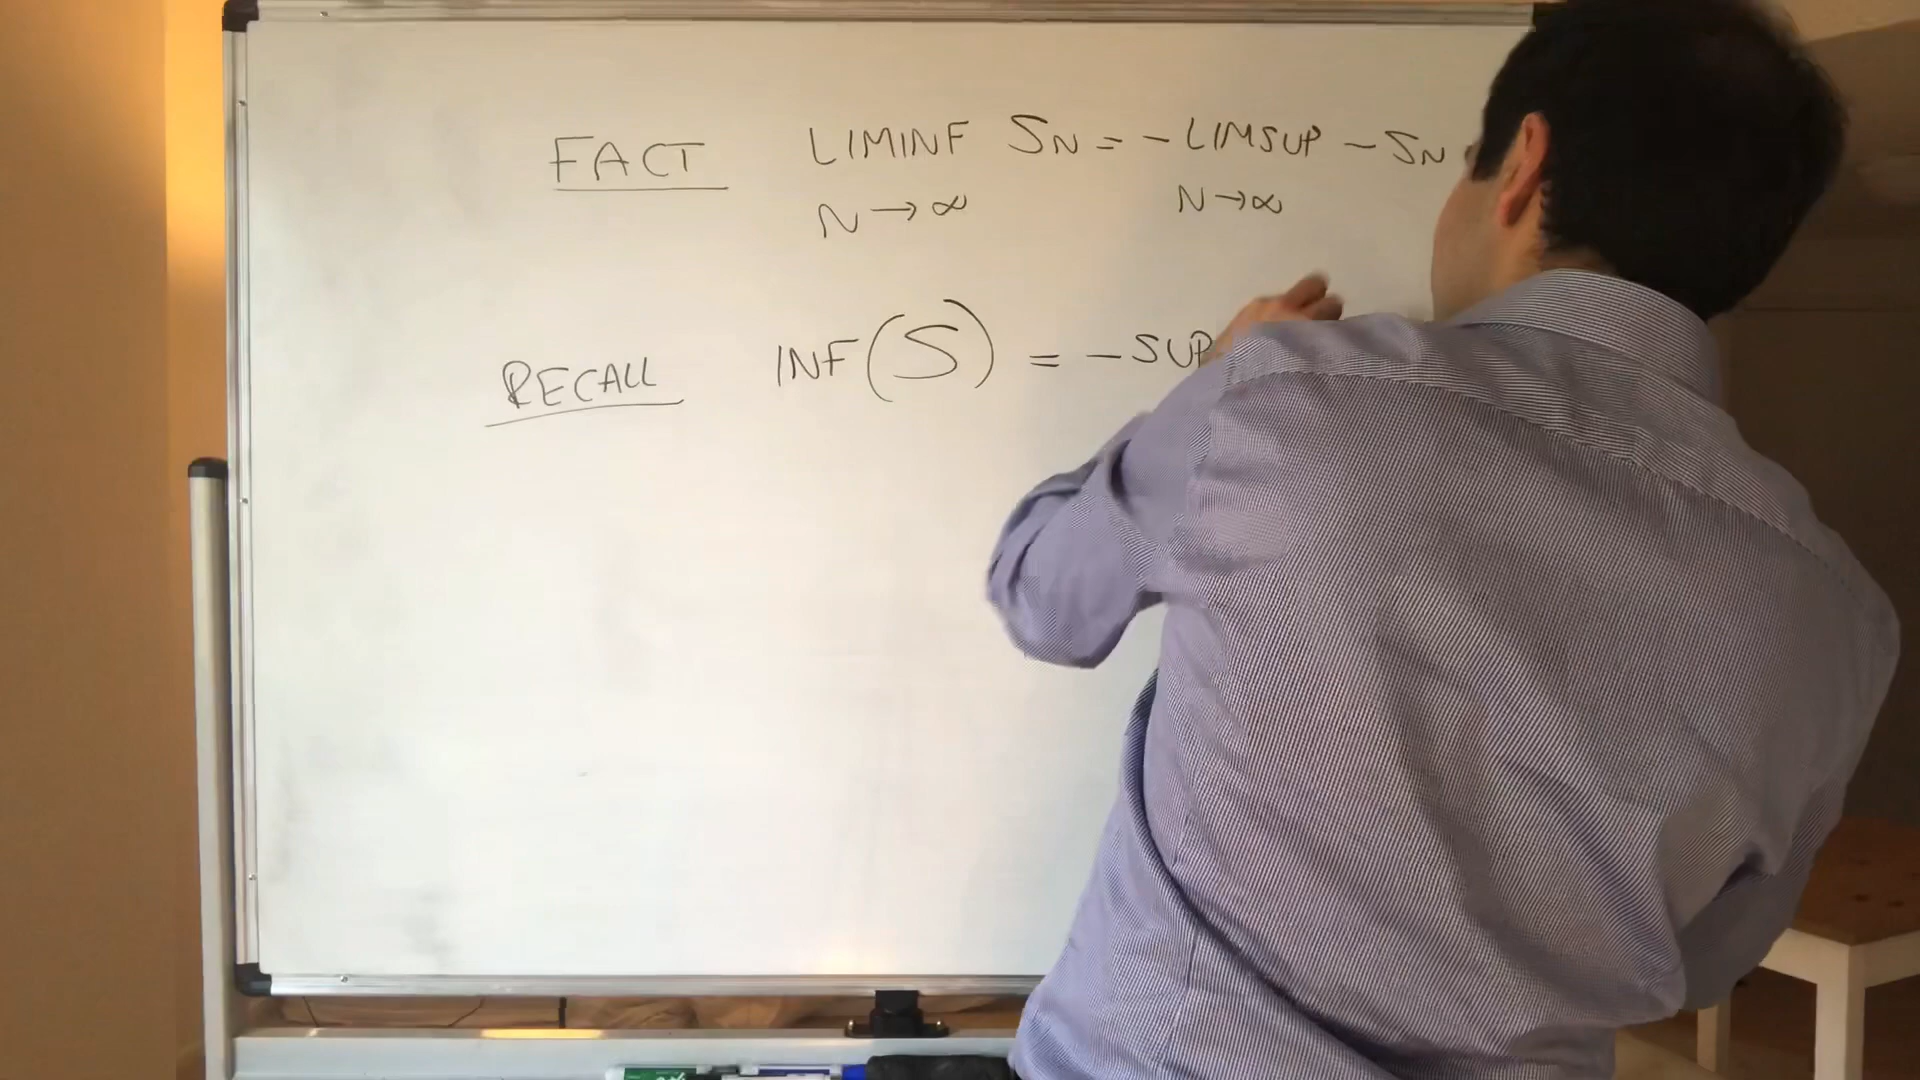 FACT LIMINF SN = - LIMSUP - SN
N → ∞ N → ∞
RECALL INF(S) = - SUP